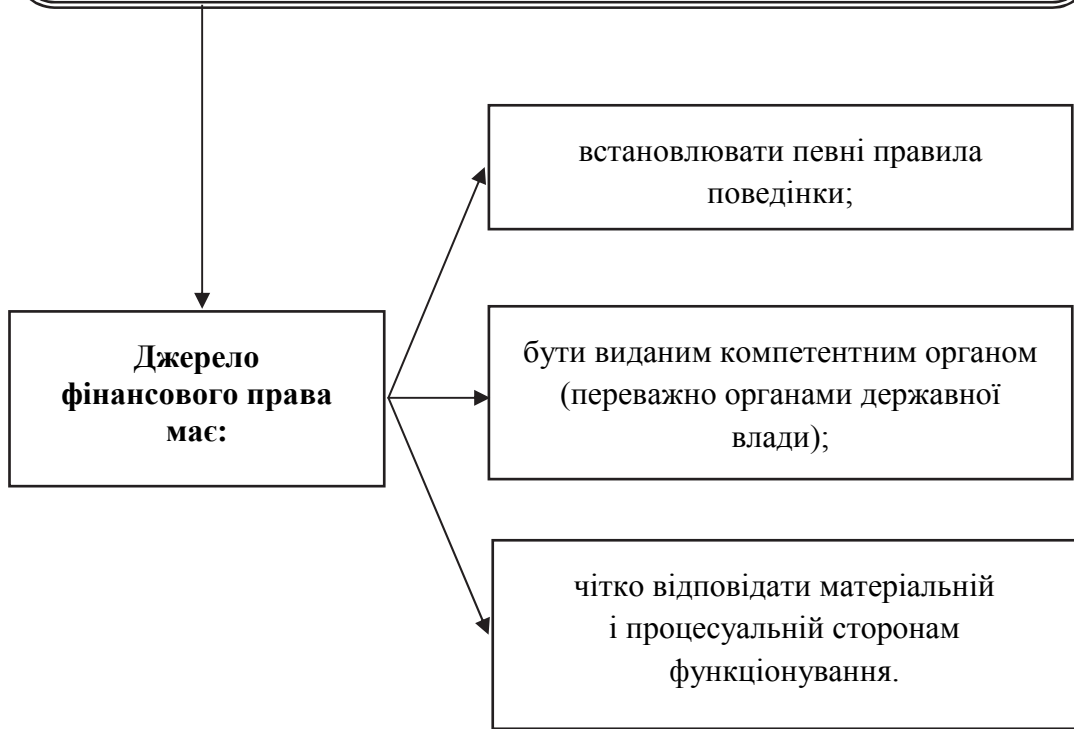 встановлювати певні правила
поведінки;
Джерело
фінансового права
має:
бути виданим компетентним органом
(переважно органами державної
влади);
чітко відповідати матеріальній
і процесуальній сторонам
функціонування.